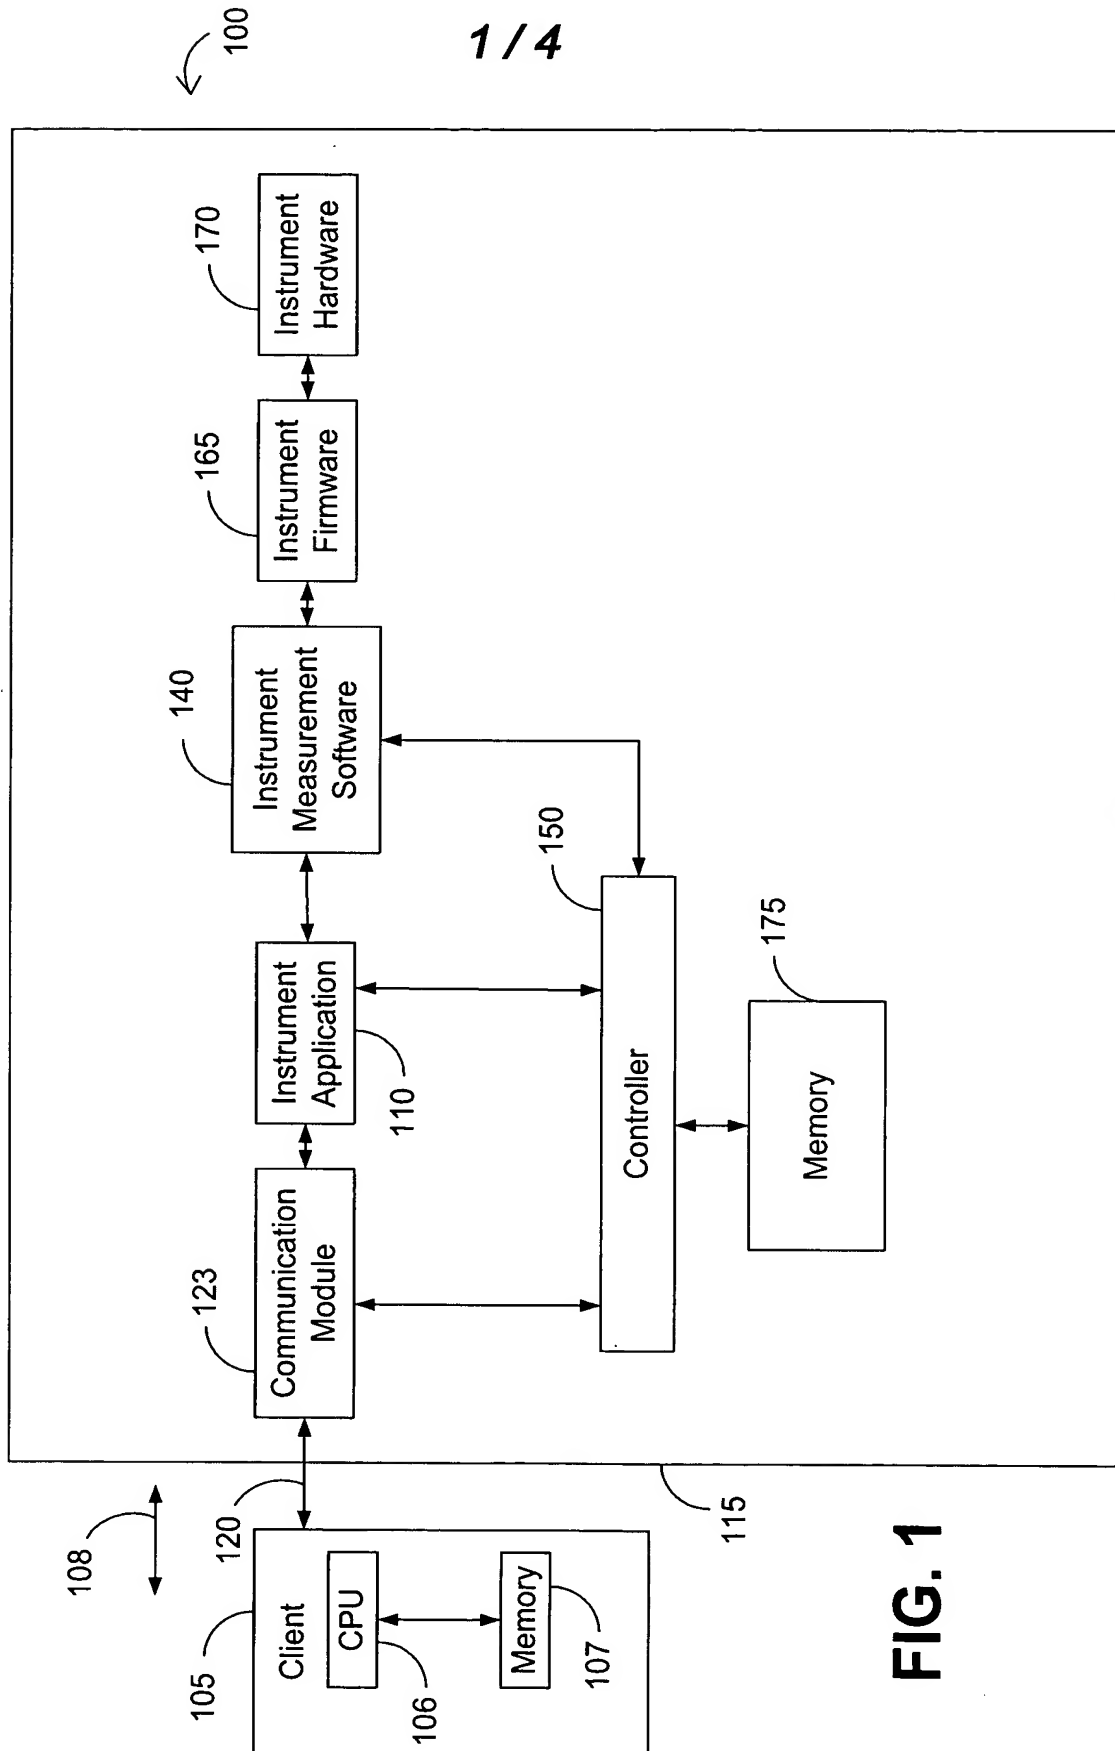 1 / 4
100
108
105
Client
CPU
106
Memory
107
120
115
123
Communication
Module
Instrument
Application
110
140
Instrument
Measurement
Software
165
Instrument
Firmware
170
Instrument
Hardware
150
Controller
175
Memory
FIG. 1